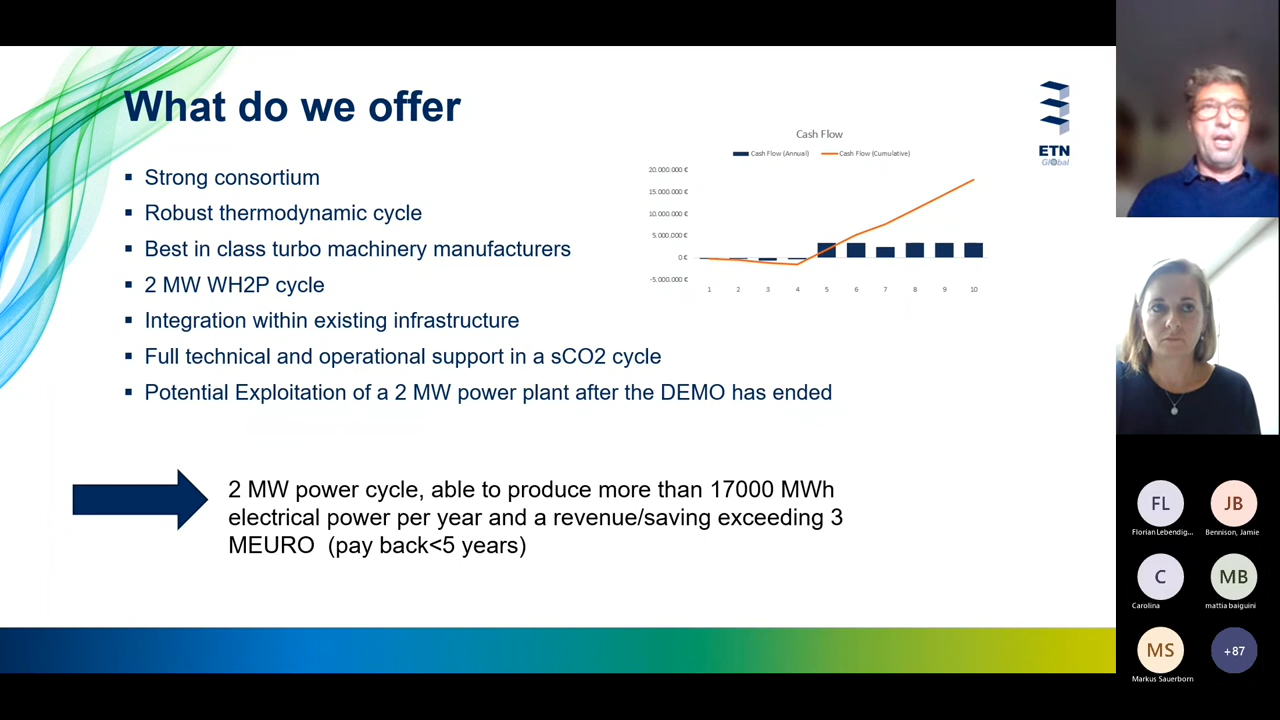 What do we offer
ETN
Global
▪ Strong consortium
▪ Robust thermodynamic cycle
▪ Best in class turbo machinery manufacturers
▪ 2 MW WH2P cycle
▪ Integration within existing infrastructure
▪ Full technical and operational support in a sCO2 cycle
▪ Potential Exploitation of a 2 MW power plant after the DEMO has ended
Cash Flow
Cash Flow (Annual) Cash Flow (Cumulative)
20.000.000 €
15.000.000 €
10.000.000 €
5.000.000 €
0 €
-5.000.000 €
1 2 3 4 5 6 7 8 9 10
2 MW power cycle, able to produce more than 17000 MWh
electrical power per year and a revenue/saving exceeding 3
MEURO (pay back<5 years)
FL JB
Florian Lebendig... Bennison, Jamie
C MB
Carolina mattia baiguini
MS +87
Markus Sauerborn